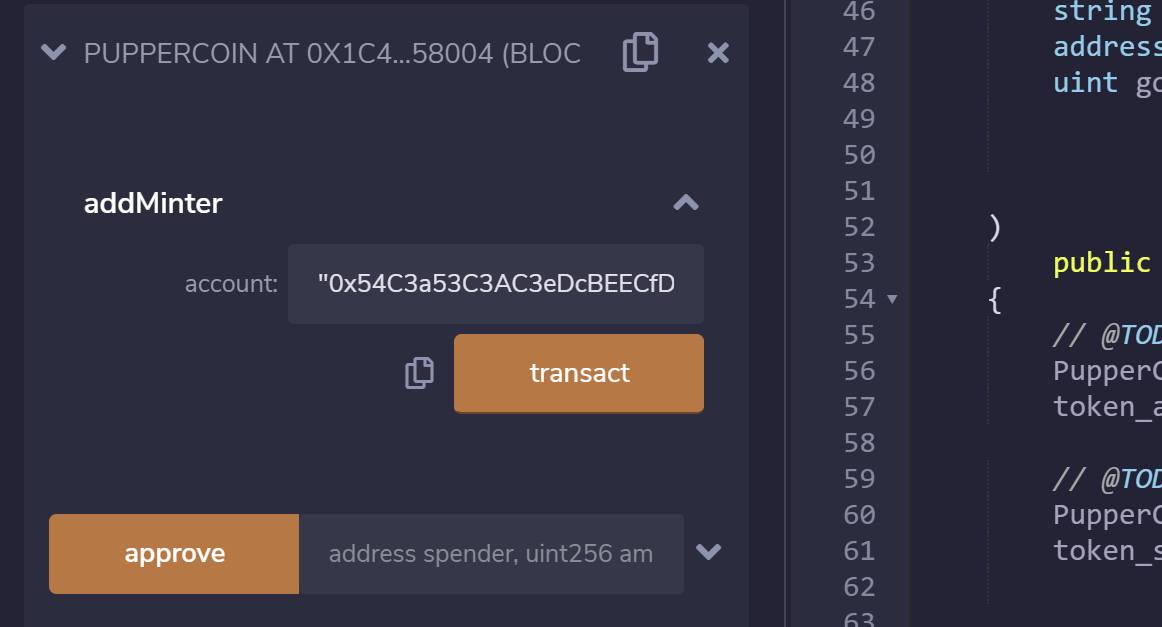 PUPPERCOIN AT 0X1C4...58004 (BLOC
addMinter
account:
"0x54C3a53C3AC3eDcBEECfD
transact
approve
address spender, uint256 am
46 string
47 address
48 uint go
49
50
51
52 )
53 public
54 {
55 // @TOD
56 PupperC
57 token_a
58
59 // @TOD
60 PupperC
61 token_s
62
63